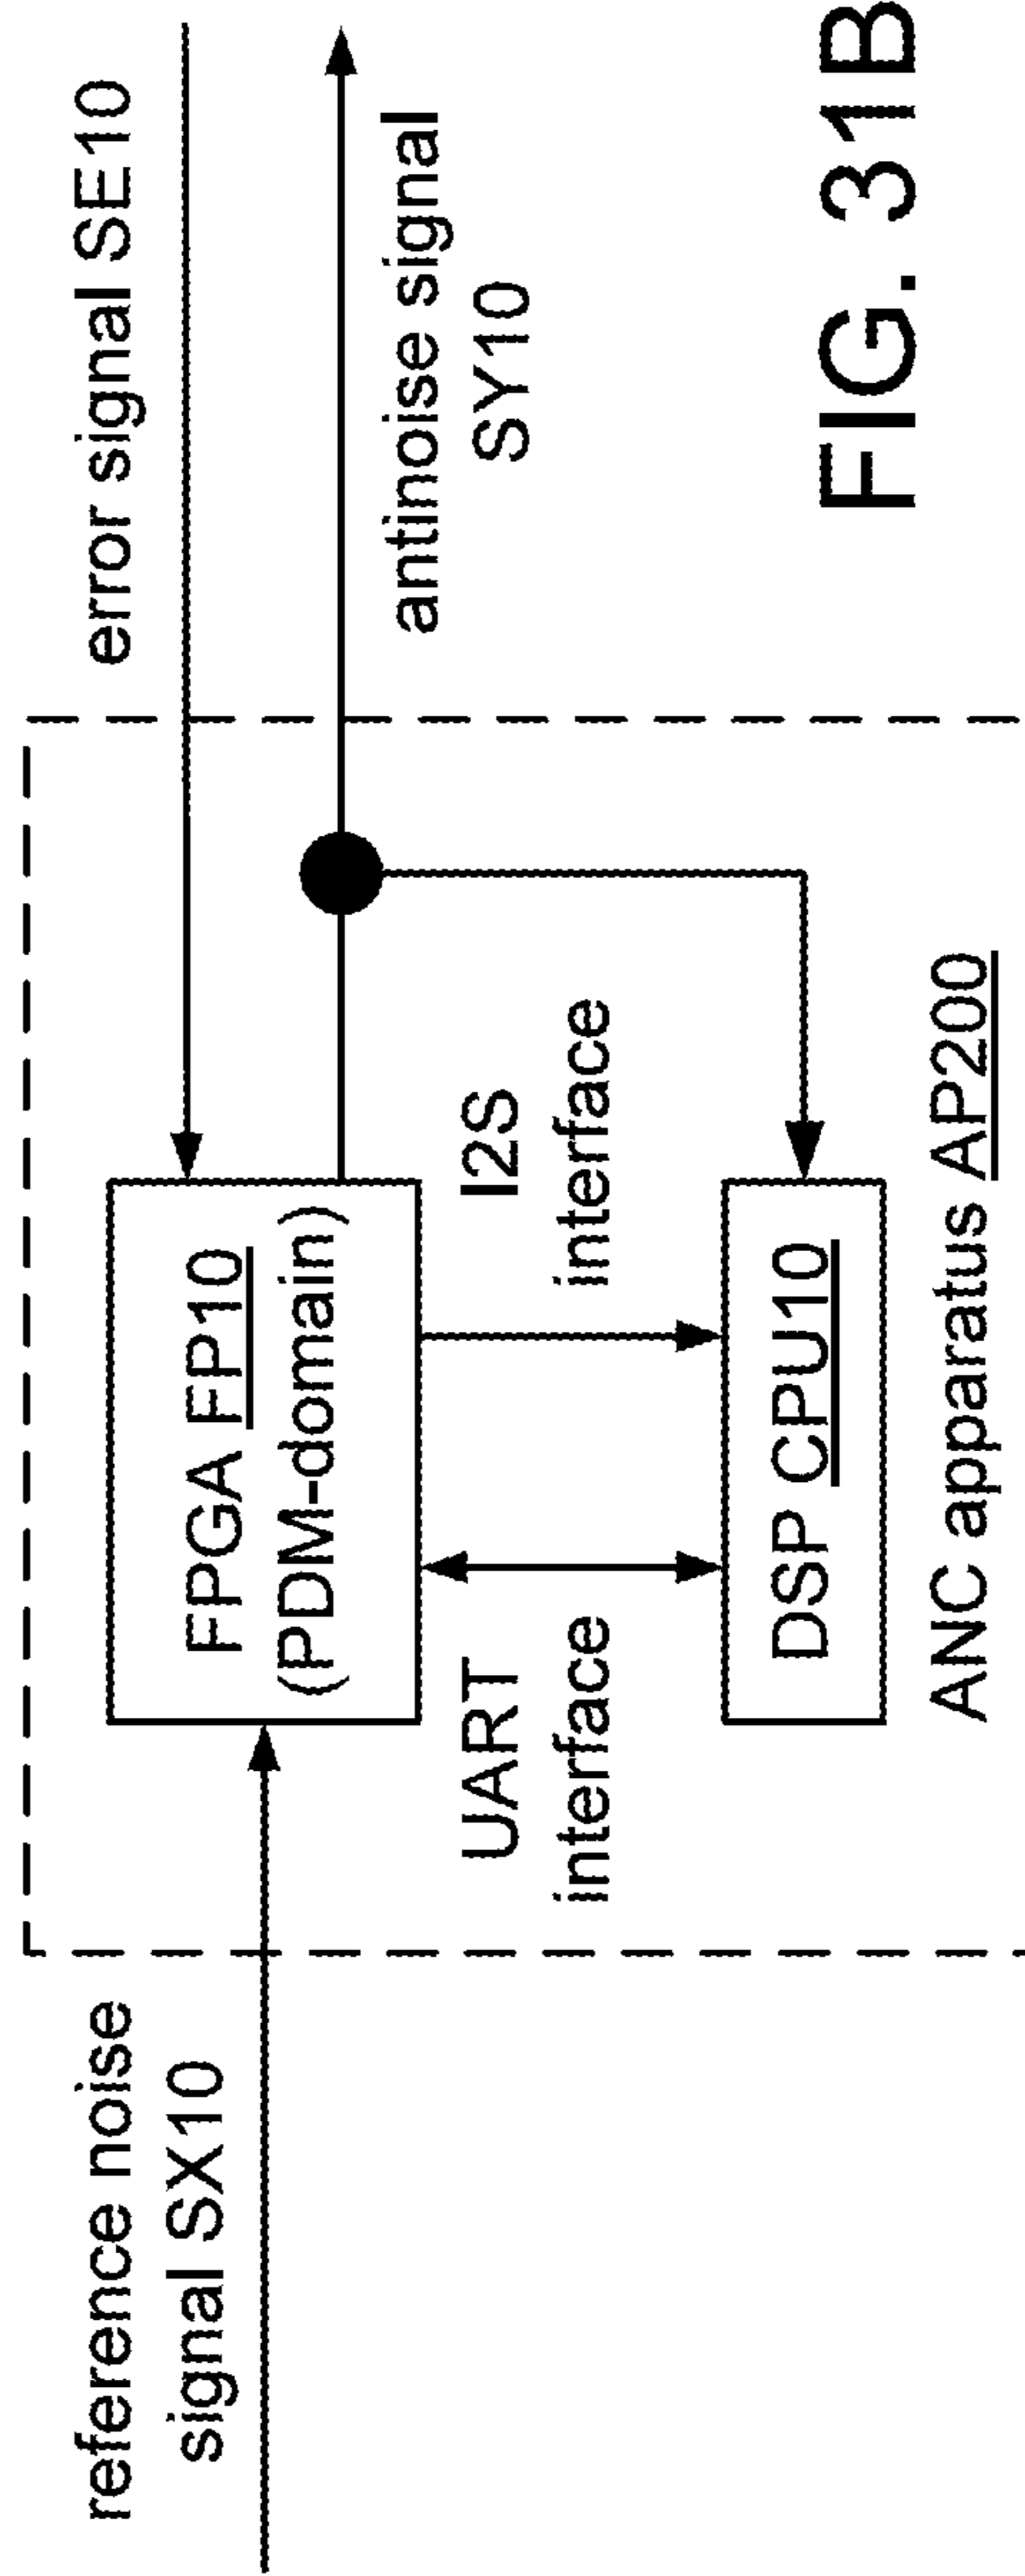 reference noise
signal SX10
error signal SE10
antinoise signal
SY10
FPGA FP10
(PDM-domain)
UART
interface
I2S
interface
DSP CPU10
ANC apparatus AP200
FIG. 31B